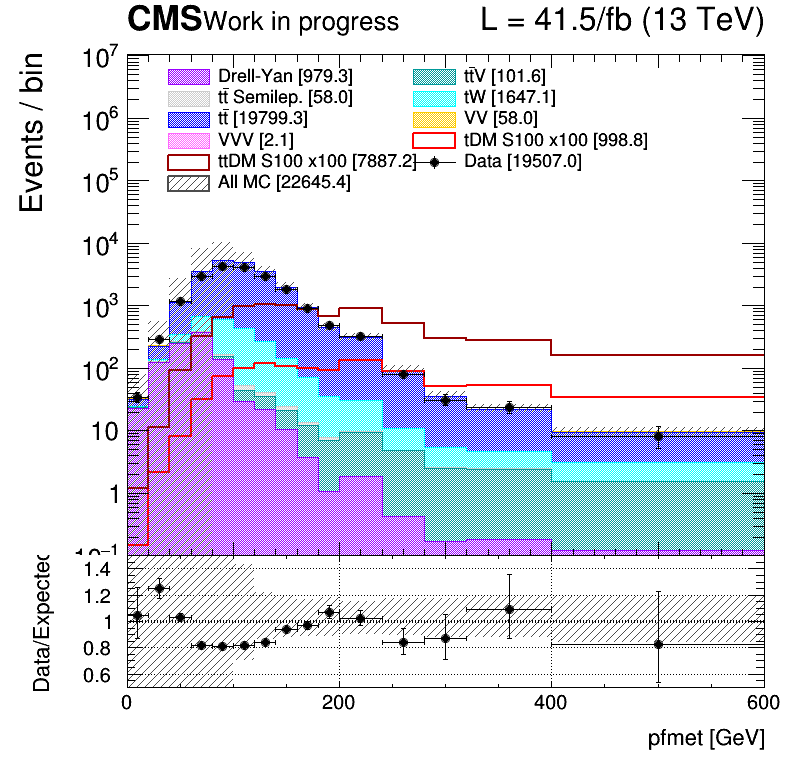 CMS Work in progress L = 41.5/fb (13 TeV)
Events / bin
10⁷
10⁶
10⁵
10⁴
10³
10²
10
1
10⁻¹
Drell-Yan [979.3] tt̄V [101.6]
tt̄ Semilep. [58.0] tW [1647.1]
tt̄ [19799.3] VV [58.0]
VVV [2.1] tDM S100 x100 [998.8]
ttDM S100 x100 [7887.2] Data [19507.0]
All MC [22645.4]
Data/Expected
1.4
1.2
1
0.8
0.6
0 200 400 600
pfmet [GeV]